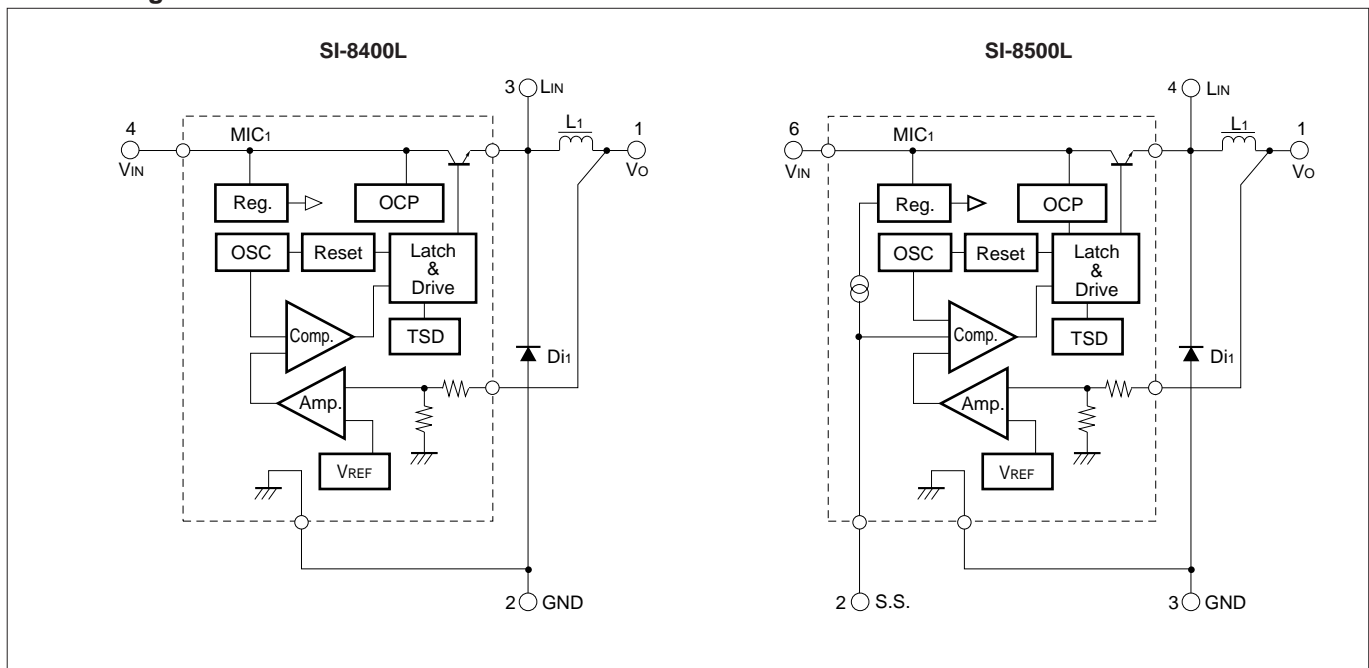 SI-8400L
3 LIN
4
VIN
MIC1
L1
1
VO
Reg.
OCP
OSC
Reset
Latch
&
Drive
Comp.
TSD
Di1
Amp.
VREF
2 GND
SI-8500L
4 LIN
6
VIN
MIC1
L1
1
VO
Reg.
OCP
OSC
Reset
Latch
&
Drive
Comp.
TSD
Di1
Amp.
VREF
2 S.S.
3 GND